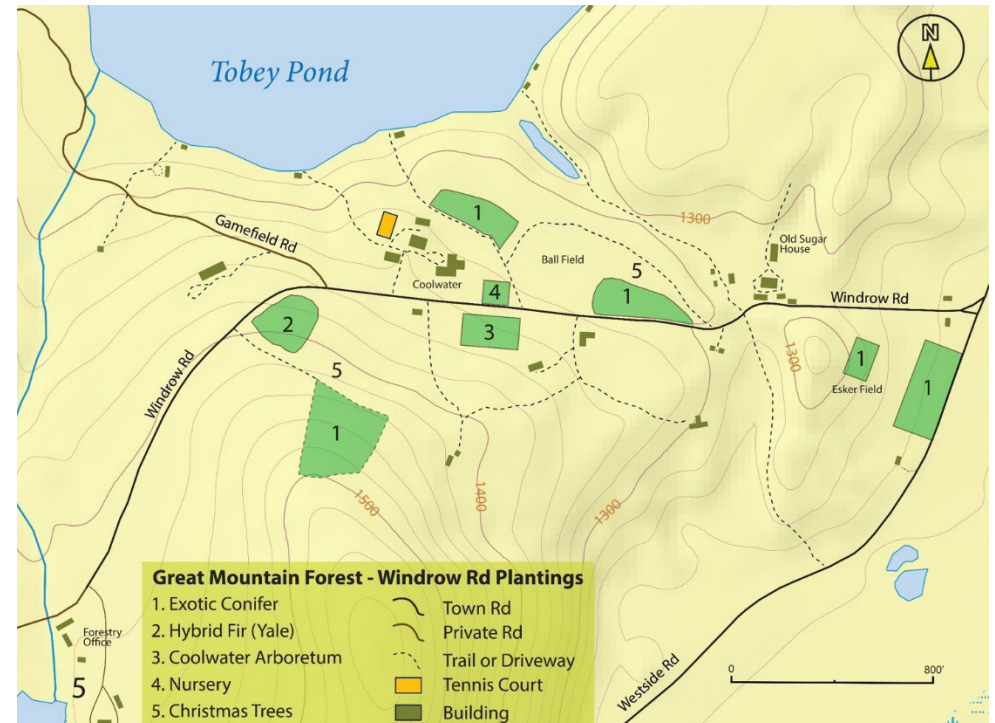 N
Tobey Pond
1300
Gamefield Rd
1
Ball Field
5
Old Sugar
House
Coolwater
4
1
Windrow Rd
2
3
1300
1
Esker Field
1
Windrow Rd
5
1
1500
1400
1300
Great Mountain Forest - Windrow Rd Plantings
1. Exotic Conifer
2. Hybrid Fir (Yale)
3. Coolwater Arboretum
4. Nursery
5. Christmas Trees
Town Rd
Private Rd
Trail or Driveway
Tennis Court
Building
Forestry
Office
5
Westside Rd
0
800'